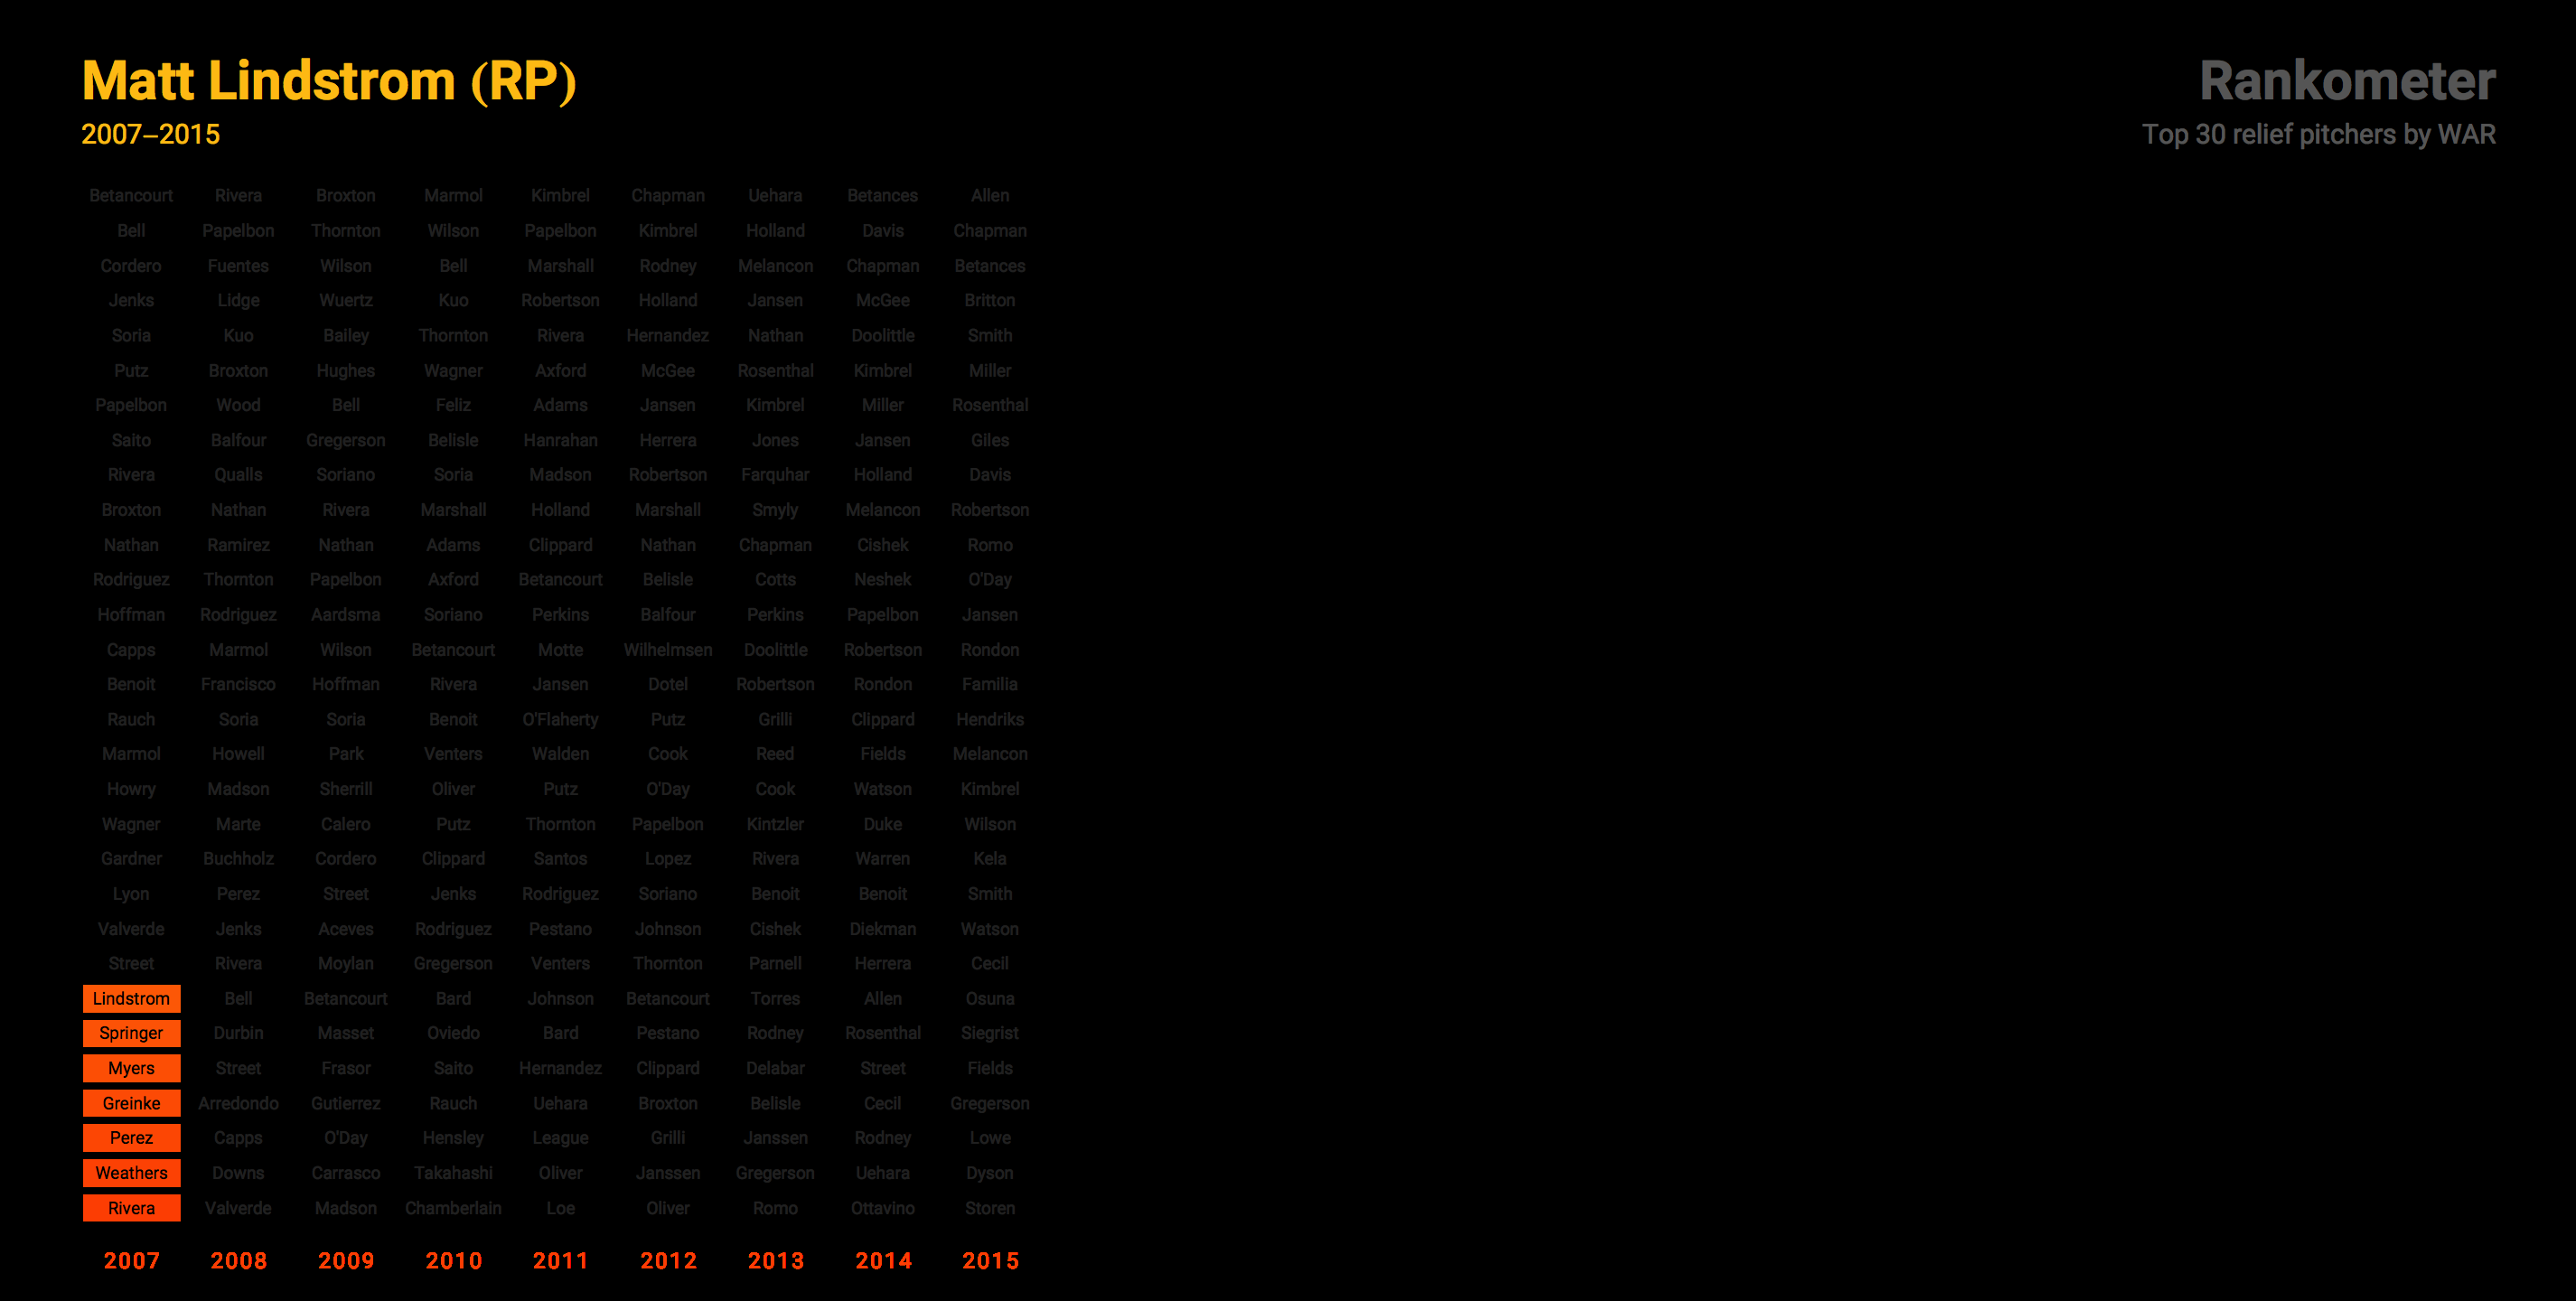 Matt Lindstrom (RP)
2007–2015
Rankometer
Top 30 relief pitchers by WAR
Betancourt Rivera Broxton Marmol Kimbrel Chapman Uehara Betances Allen
Bell Papelbon Thornton Wilson Papelbon Kimbrel Holland Davis Chapman
Cordero Fuentes Wilson Bell Marshall Rodney Melancon Chapman Betances
Jenks Lidge Wuertz Kuo Robertson Holland Jansen McGee Britton
Soria Kuo Bailey Thornton Rivera Hernandez Nathan Doolittle Smith
Putz Broxton Hughes Wagner Axford McGee Rosenthal Kimbrel Miller
Papelbon Wood Bell Feliz Adams Jansen Kimbrel Miller Rosenthal
Saito Balfour Gregerson Belisle Hanrahan Herrera Jones Jansen Giles
Rivera Qualls Soriano Soria Madson Robertson Farquhar Holland Davis
Broxton Nathan Rivera Marshall Holland Marshall Smyly Melancon Robertson
Nathan Ramirez Nathan Adams Clippard Nathan Chapman Cishek Romo
Rodriguez Thornton Papelbon Axford Betancourt Belisle Cotts Neshek O'Day
Hoffman Rodriguez Aardsma Soriano Perkins Balfour Perkins Papelbon Jansen
Capps Marmol Wilson Betancourt Motte Wilhelmsen Doolittle Robertson Rondon
Benoit Francisco Hoffman Rivera Jansen Dotel Robertson Rondon Familia
Rauch Soria Soria Benoit O'Flaherty Putz Grilli Clippard Hendriks
Marmol Howell Park Venters Walden Cook Reed Fields Melancon
Howry Madson Sherrill Oliver Putz O'Day Cook Watson Kimbrel
Wagner Marte Calero Putz Thornton Papelbon Kintzler Duke Wilson
Gardner Buchholz Cordero Clippard Santos Lopez Rivera Warren Kela
Lyon Perez Street Jenks Rodriguez Soriano Benoit Benoit Smith
Valverde Jenks Aceves Rodriguez Pestano Johnson Cishek Diekman Watson
Street Rivera Moylan Gregerson Venters Thornton Parnell Herrera Cecil
Lindstrom Bell Betancourt Bard Johnson Betancourt Torres Allen Osuna
Springer Durbin Masset Oviedo Bard Pestano Rodney Rosenthal Siegrist
Myers Street Frasor Saito Hernandez Clippard Delabar Street Fields
Greinke Arredondo Gutierrez Rauch Uehara Broxton Belisle Cecil Gregerson
Perez Capps O'Day Hensley League Grilli Janssen Rodney Lowe
Weathers Downs Carrasco Takahashi Oliver Janssen Gregerson Uehara Dyson
Rivera Valverde Madson Chamberlain Loe Oliver Romo Ottavino Storen
2007 2008 2009 2010 2011 2012 2013 2014 2015